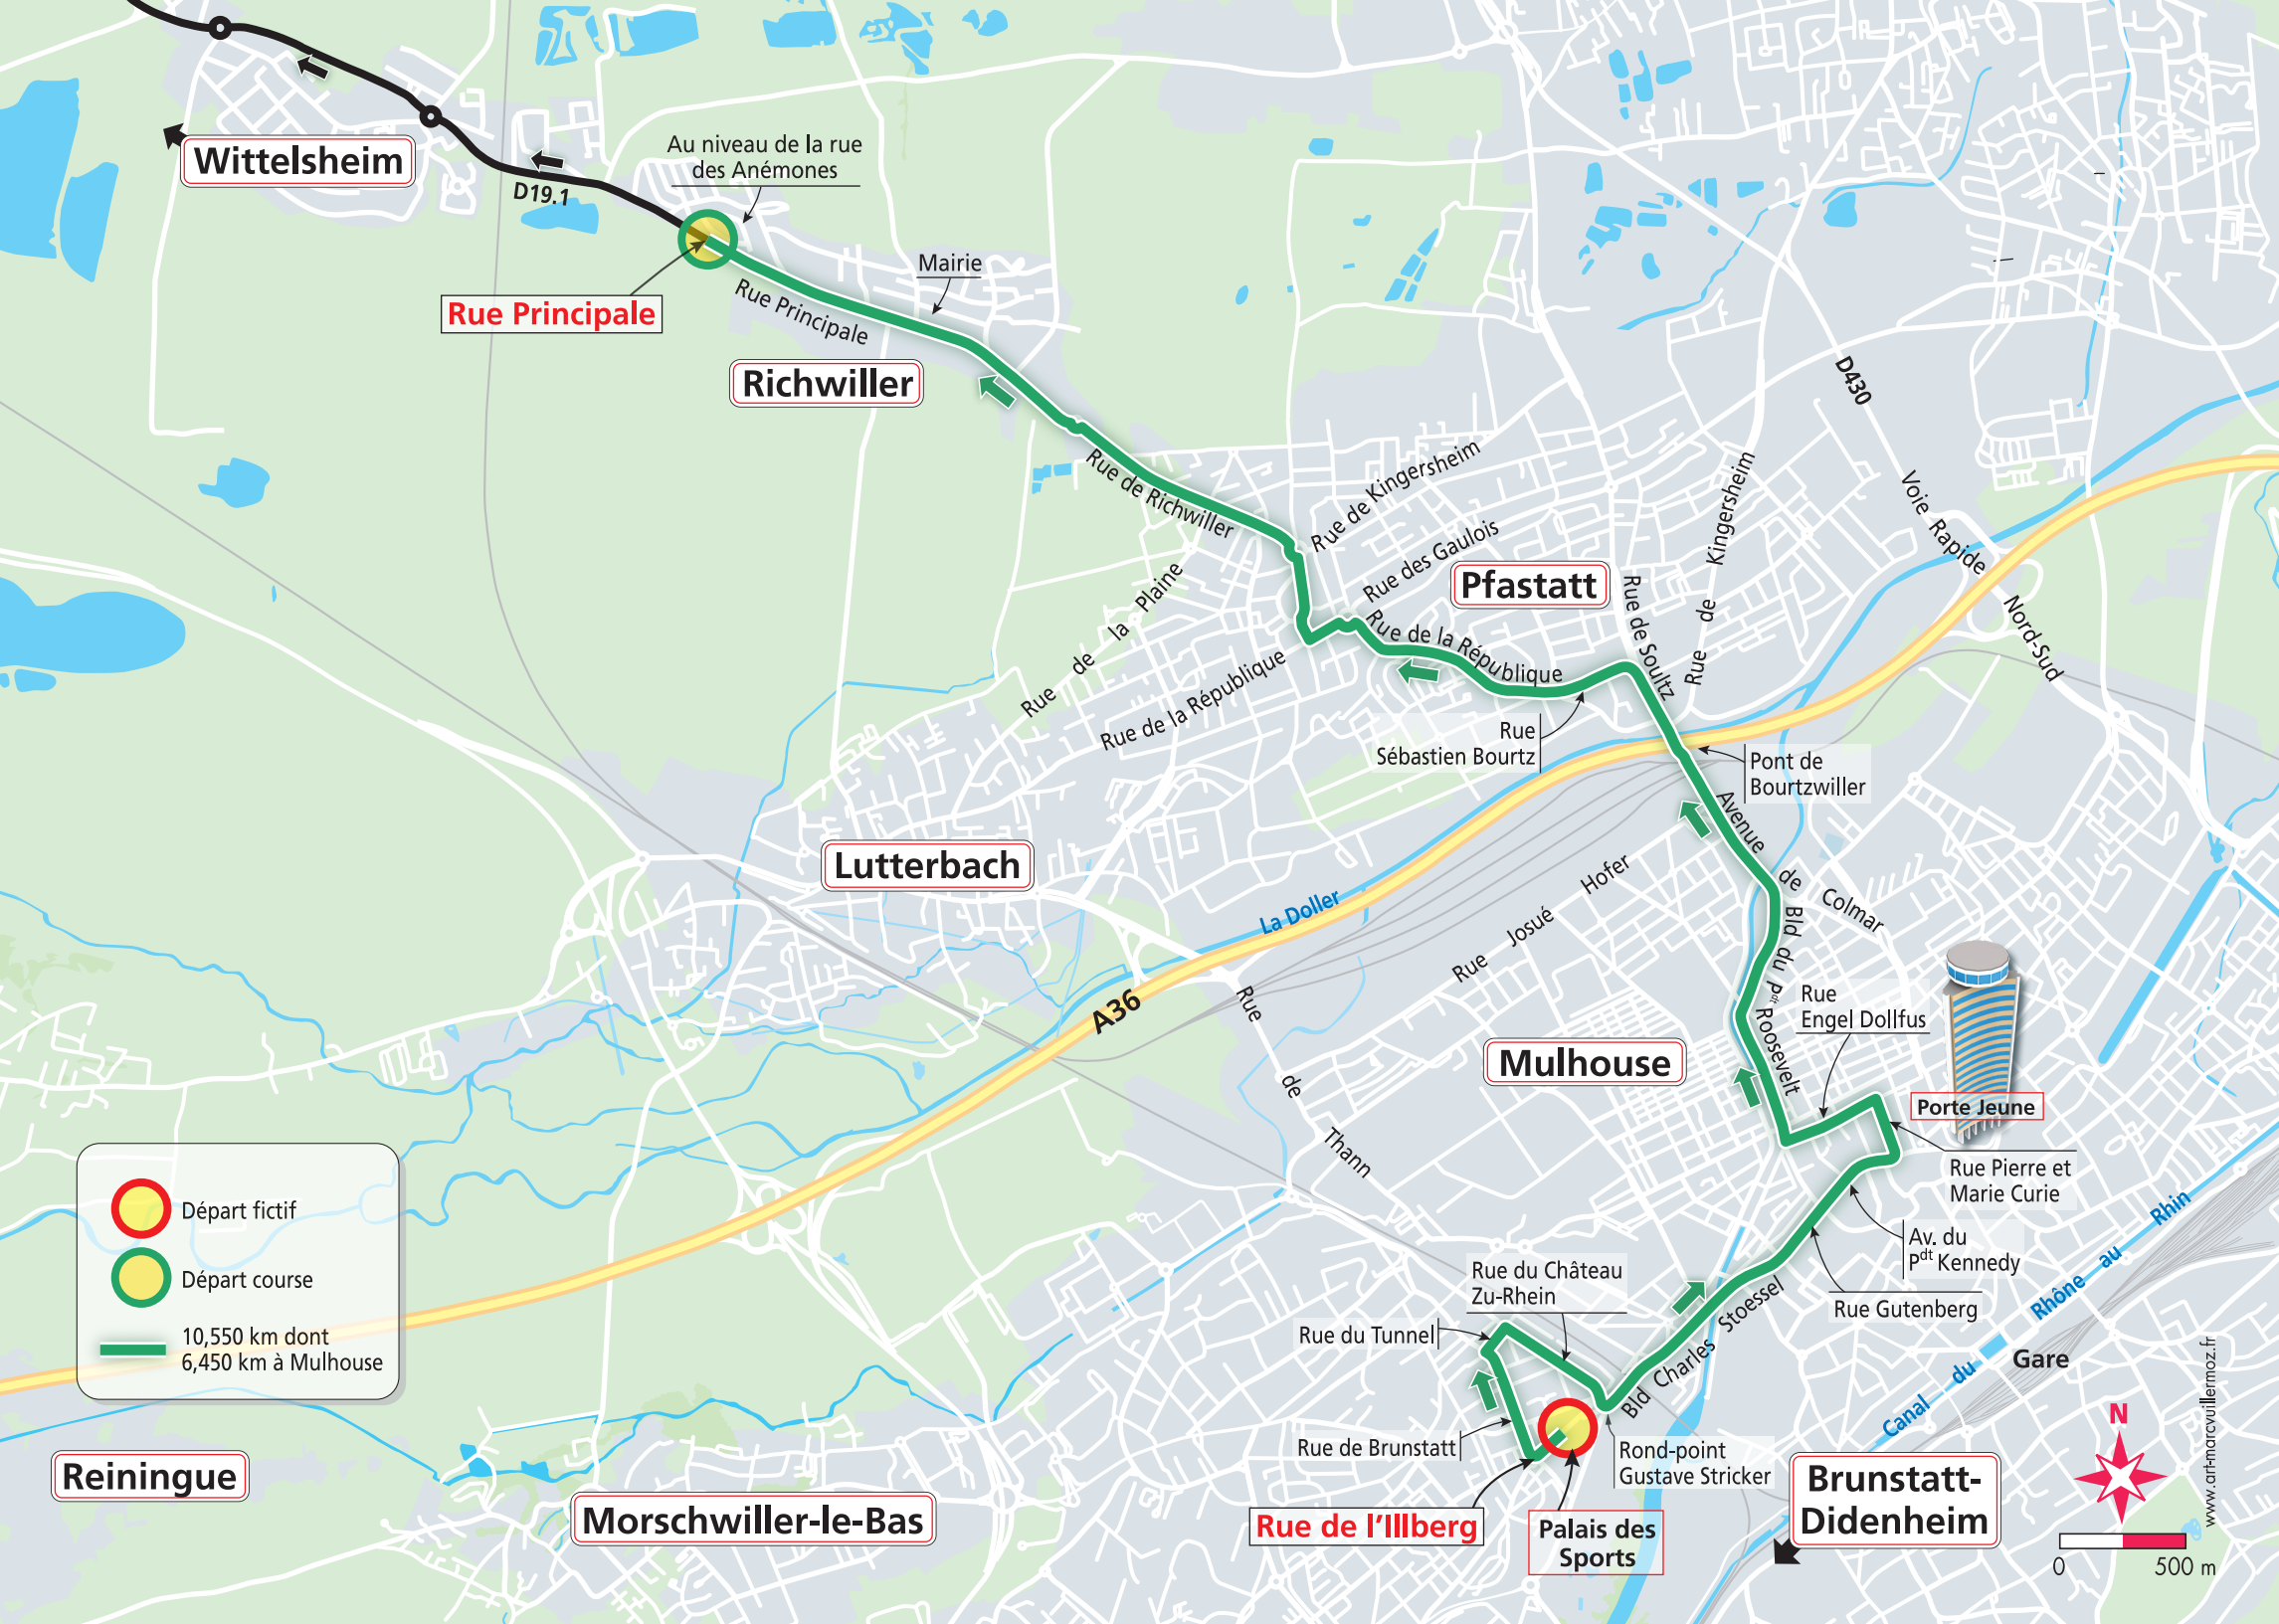 Wittelsheim
D19.1
Au niveau de la rue
des Anémones
Mairie
Rue Principale
Rue Principale
Richwiller
D430
Rue de Richwiller
Rue de Kingersheim
Rue des Gaulois
Pfastatt
Rue de Kingersheim
Voie Rapide
Nord-Sud
Rue de la Plaine
Rue de la République
Rue de la République
Rue de Soultz
Rue
Sébastien Bourtz
Pont de
Bourtzwiller
Lutterbach
La Doller
A36
Avenue de Colmar
Rue Josué Hofer
Bld du Pdt Roosevelt
Rue
Engel Dollfus
Rue de Thann
Mulhouse
Porte Jeune
Rue Pierre et
Marie Curie
Av. du
Pdt Kennedy
Rue Gutenberg
Canal du Rhône au Rhin
Gare
Rue du Château
Zu-Rhein
Rue du Tunnel
Bld Charles Stoessel
Rue de Brunstatt
Rond-point
Gustave Stricker
Rue de l'Illberg
Palais des
Sports
Départ fictif
Départ course
10,550 km dont
6,450 km à Mulhouse
Reiningue
Morschwiller-le-Bas
Brunstatt-
Didenheim
N
0 500 m
www.art-marcvuillermoz.fr